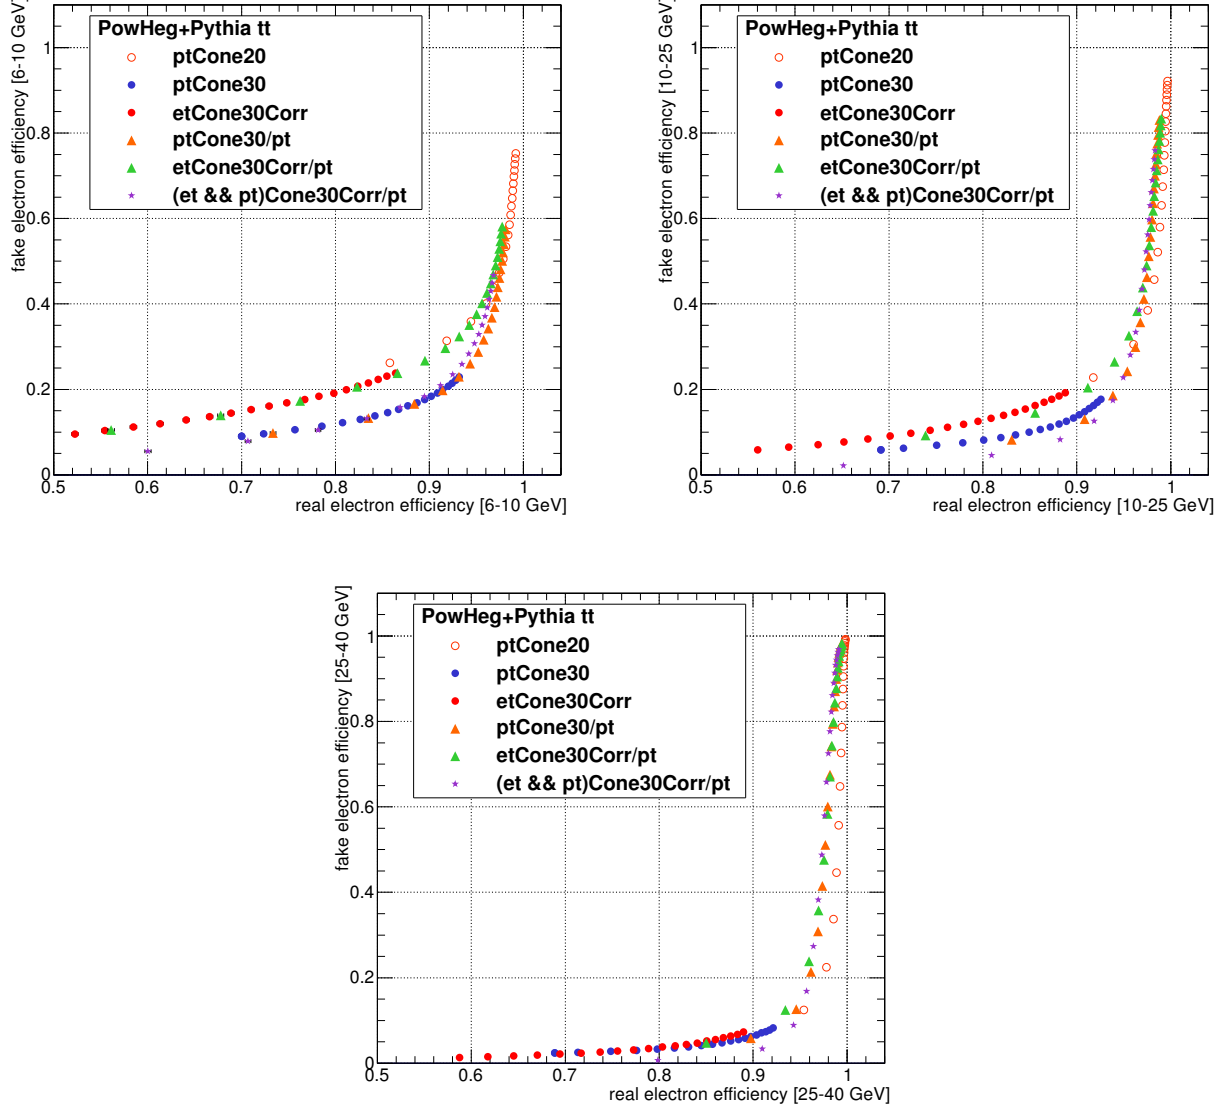 fake electron efficiency [6-10 GeV]
1
0.8
0.6
0.4
0.2
0
PowHeg+Pythia tt
ptCone20
ptCone30
etCone30Corr
ptCone30/pt
etCone30Corr/pt
(et && pt)Cone30Corr/pt
0.5 0.6 0.7 0.8 0.9 1
real electron efficiency [6-10 GeV]
fake electron efficiency [10-25 GeV]
1
0.8
0.6
0.4
0.2
0
PowHeg+Pythia tt
ptCone20
ptCone30
etCone30Corr
ptCone30/pt
etCone30Corr/pt
(et && pt)Cone30Corr/pt
0.5 0.6 0.7 0.8 0.9 1
real electron efficiency [10-25 GeV]
fake electron efficiency [25-40 GeV]
1
0.8
0.6
0.4
0.2
0
PowHeg+Pythia tt
ptCone20
ptCone30
etCone30Corr
ptCone30/pt
etCone30Corr/pt
(et && pt)Cone30Corr/pt
0.5 0.6 0.7 0.8 0.9 1
real electron efficiency [25-40 GeV]